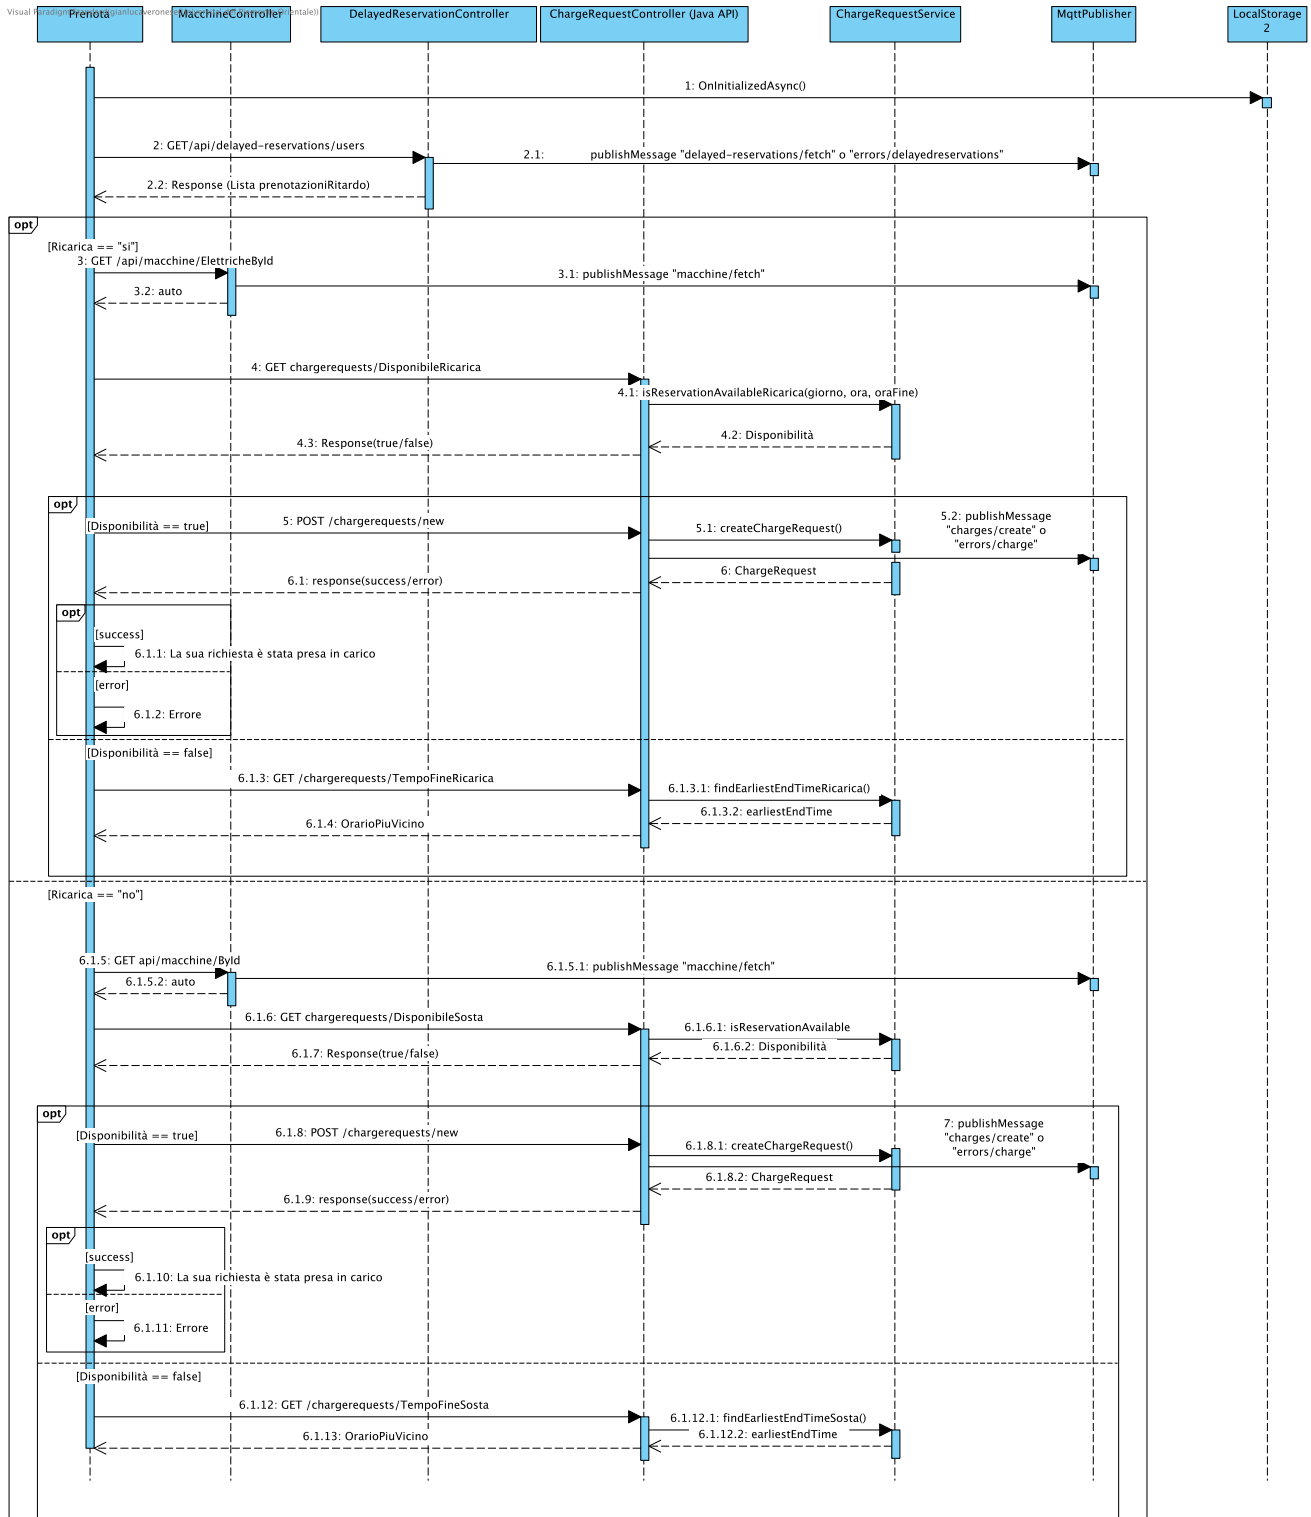 Prenota
MacchineController
DelayedReservationController
ChargeRequestController (Java API)
ChargeRequestService
MqttPublisher
LocalStorage
2
1: OnInitializedAsync()
2: GET/api/delayed-reservations/users
2.1: publishMessage "delayed-reservations/fetch" o "errors/delayedreservations"
2.2: Response (Lista prenotazioniRitardo)
opt
[Ricarica == "si"]
3: GET /api/macchine/ElettricheById
3.1: publishMessage "macchine/fetch"
3.2: auto
4: GET chargerequests/DisponibileRicarica
4.1: isReservationAvailableRicarica(giorno, ora, oraFine)
4.2: Disponibilità
4.3: Response(true/false)
opt
[Disponibilità == true]
5: POST /chargerequests/new
5.1: createChargeRequest()
5.2: publishMessage
"charges/create" o
"errors/charge"
6: ChargeRequest
6.1: response(success/error)
opt
[success]
6.1.1: La sua richiesta è stata presa in carico
[error]
6.1.2: Errore
[Disponibilità == false]
6.1.3: GET /chargerequests/TempoFineRicarica
6.1.3.1: findEarliestEndTimeRicarica()
6.1.3.2: earliestEndTime
6.1.4: OrarioPiuVicino
[Ricarica == "no"]
6.1.5: GET api/macchine/ById
6.1.5.1: publishMessage "macchine/fetch"
6.1.5.2: auto
6.1.6: GET chargerequests/DisponibileSosta
6.1.6.1: isReservationAvailable
6.1.6.2: Disponibilità
6.1.7: Response(true/false)
opt
[Disponibilità == true]
6.1.8: POST /chargerequests/new
6.1.8.1: createChargeRequest()
7: publishMessage
"charges/create" o
"errors/charge"
6.1.8.2: ChargeRequest
6.1.9: response(success/error)
opt
[success]
6.1.10: La sua richiesta è stata presa in carico
[error]
6.1.11: Errore
[Disponibilità == false]
6.1.12: GET /chargerequests/TempoFineSosta
6.1.12.1: findEarliestEndTimeSosta()
6.1.12.2: earliestEndTime
6.1.13: OrarioPiuVicino